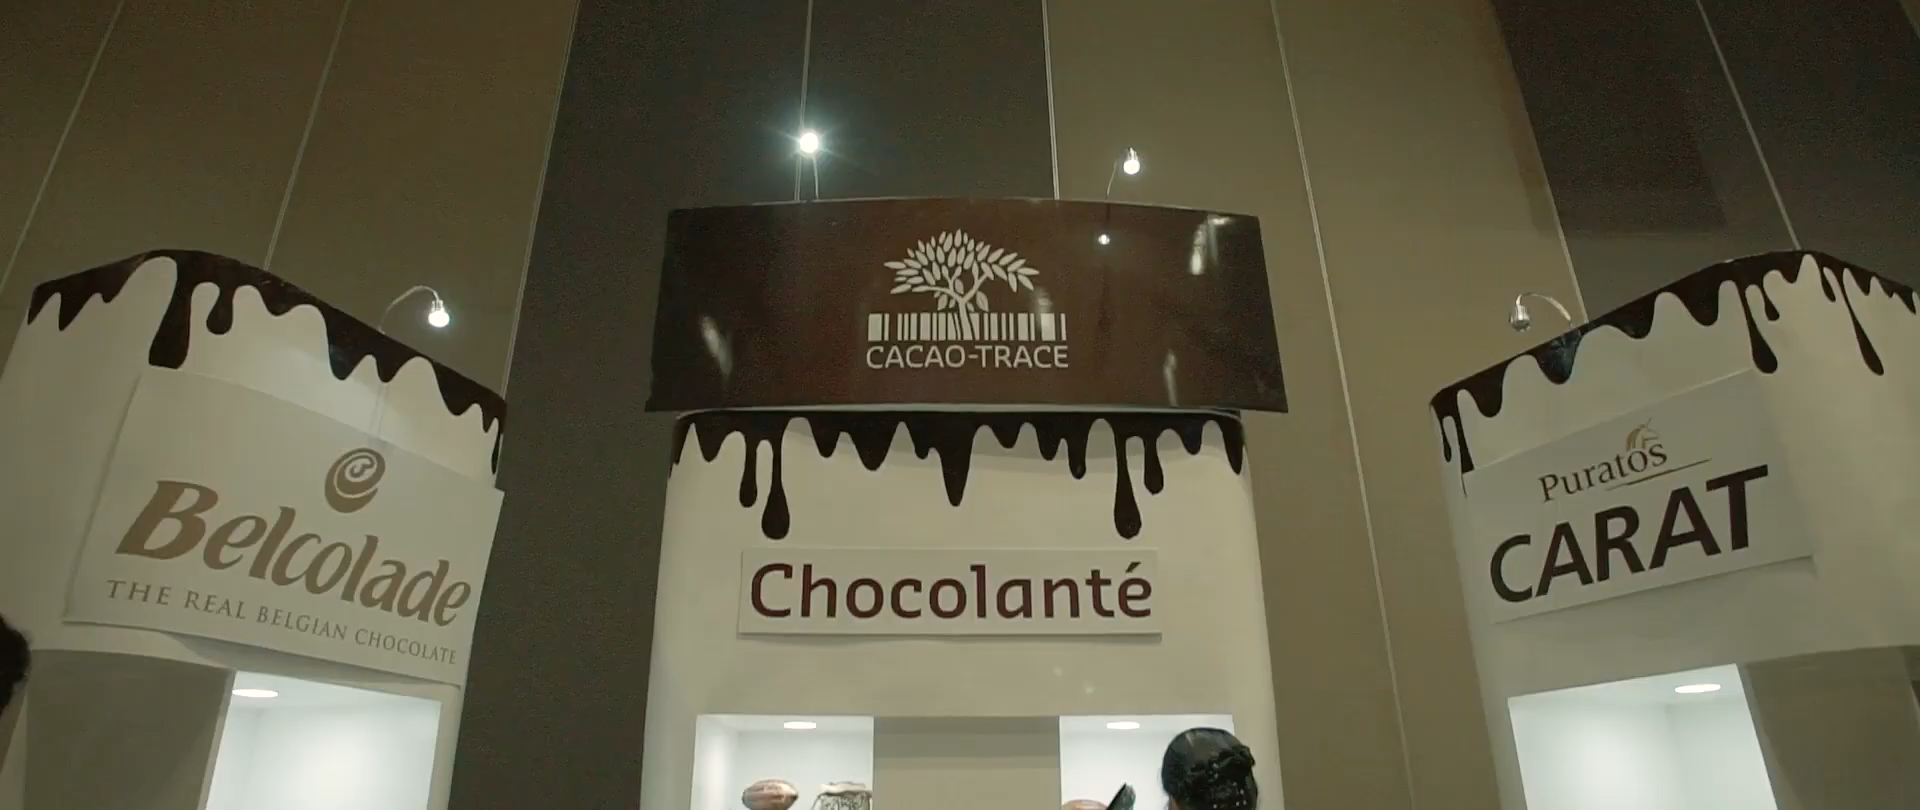 Belcolade
THE REAL BELGIAN CHOCOLATE
CACAO-TRACE
Chocolanté
Puratos
CARAT